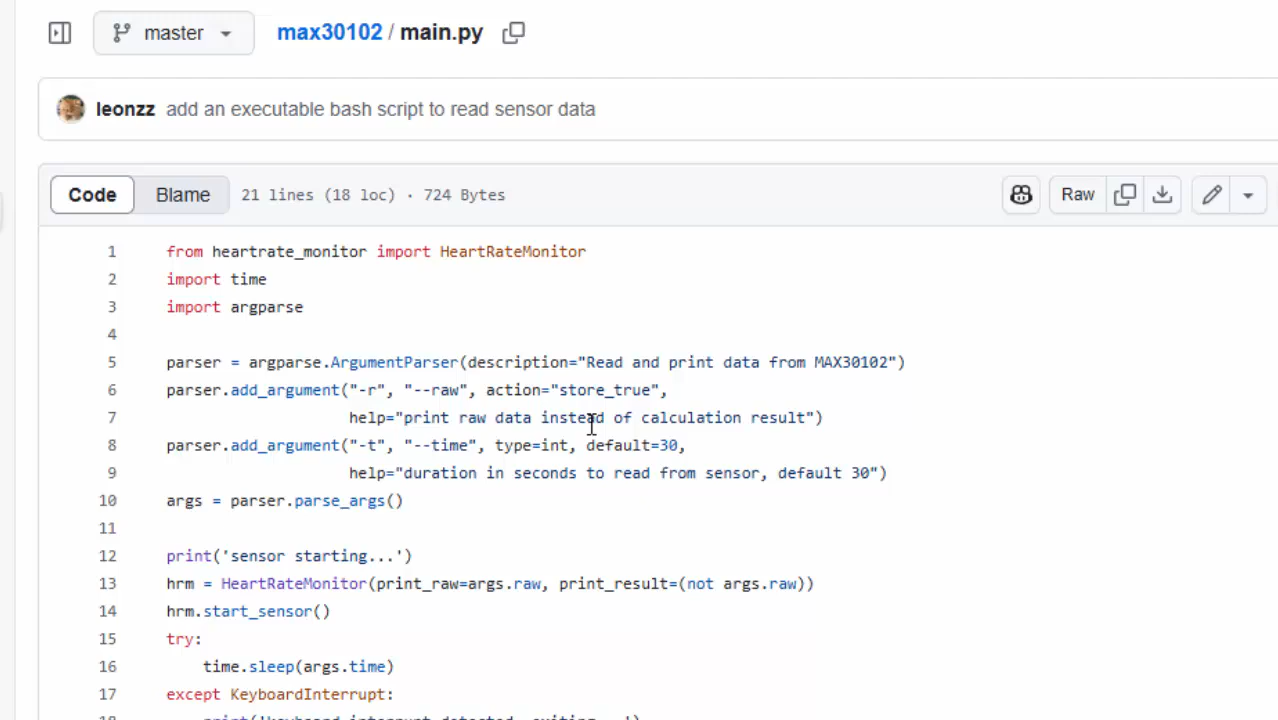 master max30102 / main.py
leonzz add an executable bash script to read sensor data
Code Blame 21 lines (18 loc) · 724 Bytes Raw
1 from heartrate_monitor import HeartRateMonitor
2 import time
3 import argparse
4
5 parser = argparse.ArgumentParser(description="Read and print data from MAX30102")
6 parser.add_argument("-r", "--raw", action="store_true",
7 help="print raw data instead of calculation result")
8 parser.add_argument("-t", "--time", type=int, default=30,
9 help="duration in seconds to read from sensor, default 30")
10 args = parser.parse_args()
11
12 print('sensor starting...')
13 hrm = HeartRateMonitor(print_raw=args.raw, print_result=(not args.raw))
14 hrm.start_sensor()
15 try:
16 time.sleep(args.time)
17 except KeyboardInterrupt: